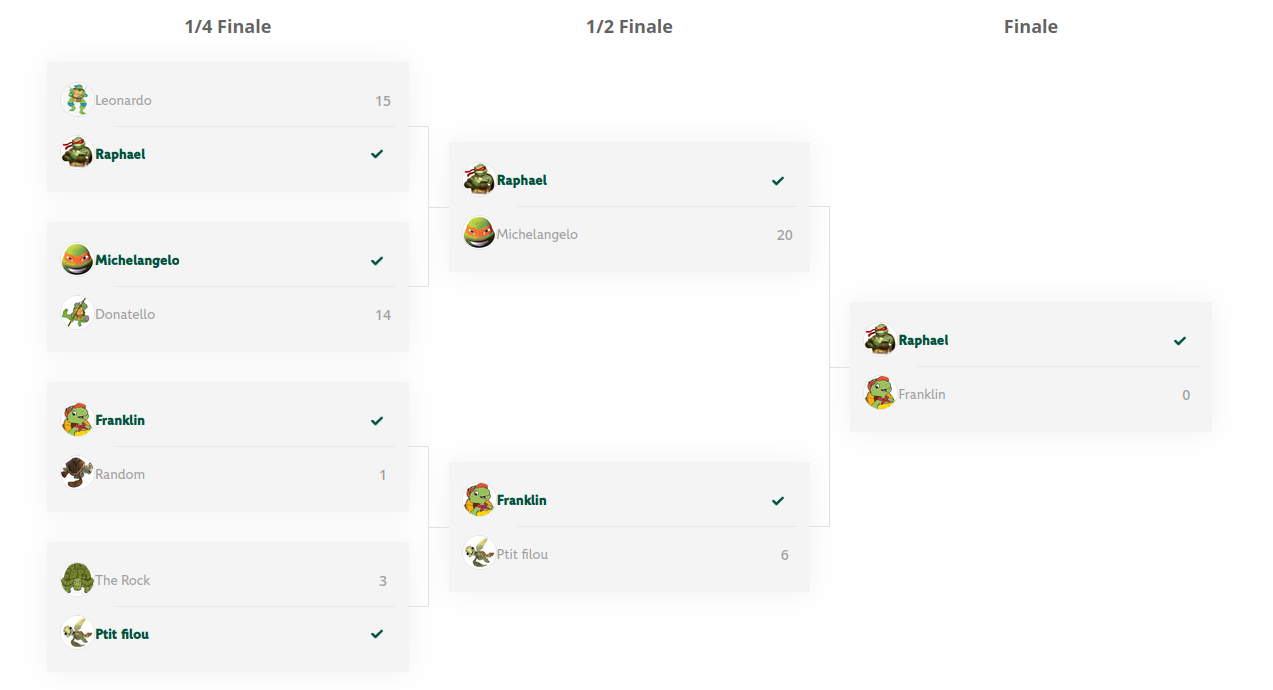 1/4 Finale
1/2 Finale
Finale
Leonardo 15
Raphael
Michelangelo
Donatello 14
Franklin
Random 1
The Rock 3
Ptit filou
Raphael
Michelangelo 20
Franklin
Ptit filou 6
Raphael
Franklin 0